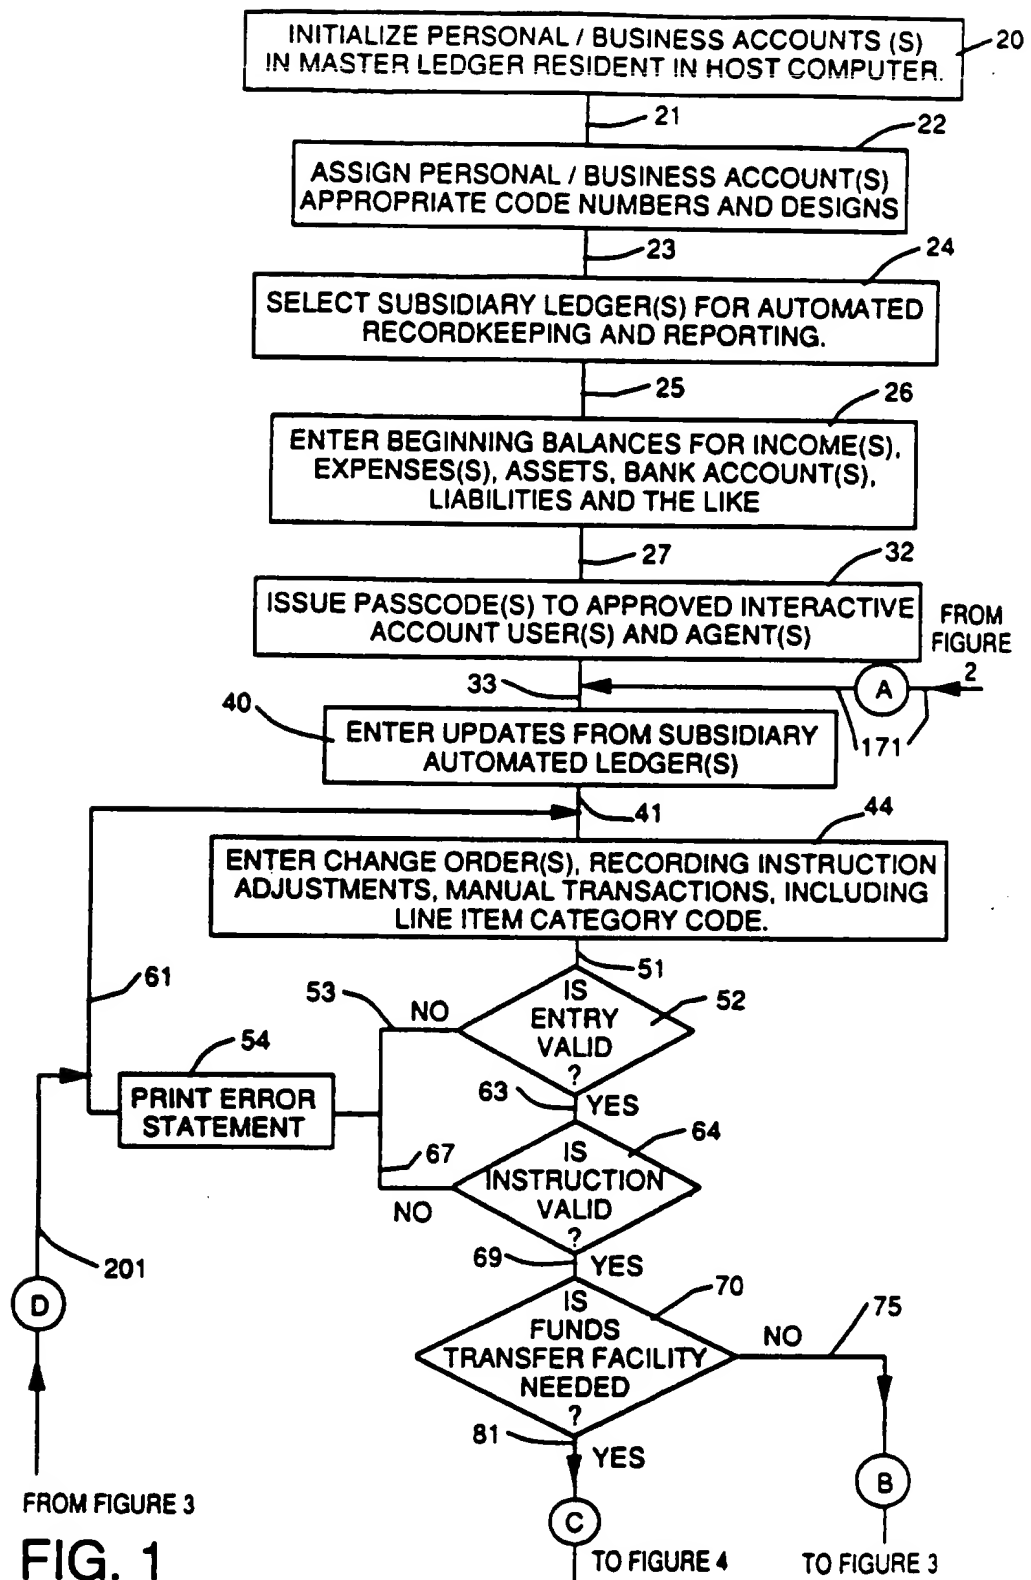 INITIALIZE PERSONAL / BUSINESS ACCOUNTS (S)
IN MASTER LEDGER RESIDENT IN HOST COMPUTER.
20
21
22
ASSIGN PERSONAL / BUSINESS ACCOUNT(S)
APPROPRIATE CODE NUMBERS AND DESIGNS
23
24
SELECT SUBSIDIARY LEDGER(S) FOR AUTOMATED
RECORDKEEPING AND REPORTING.
25
26
ENTER BEGINNING BALANCES FOR INCOME(S),
EXPENSES(S), ASSETS, BANK ACCOUNT(S),
LIABILITIES AND THE LIKE
27
32
ISSUE PASSCODE(S) TO APPROVED INTERACTIVE
ACCOUNT USER(S) AND AGENT(S)
FROM
FIGURE
2
A
33
171
40
ENTER UPDATES FROM SUBSIDIARY
AUTOMATED LEDGER(S)
41
44
ENTER CHANGE ORDER(S), RECORDING INSTRUCTION
ADJUSTMENTS, MANUAL TRANSACTIONS, INCLUDING
LINE ITEM CATEGORY CODE.
51
61
53
NO
IS
ENTRY
VALID
?
52
54
PRINT ERROR
STATEMENT
63
YES
64
67
IS
INSTRUCTION
VALID
?
NO
69
YES
201
D
70
IS
FUNDS
TRANSFER FACILITY
NEEDED
?
NO
75
81
YES
B
C
FROM FIGURE 3
FIG. 1
TO FIGURE 4
TO FIGURE 3